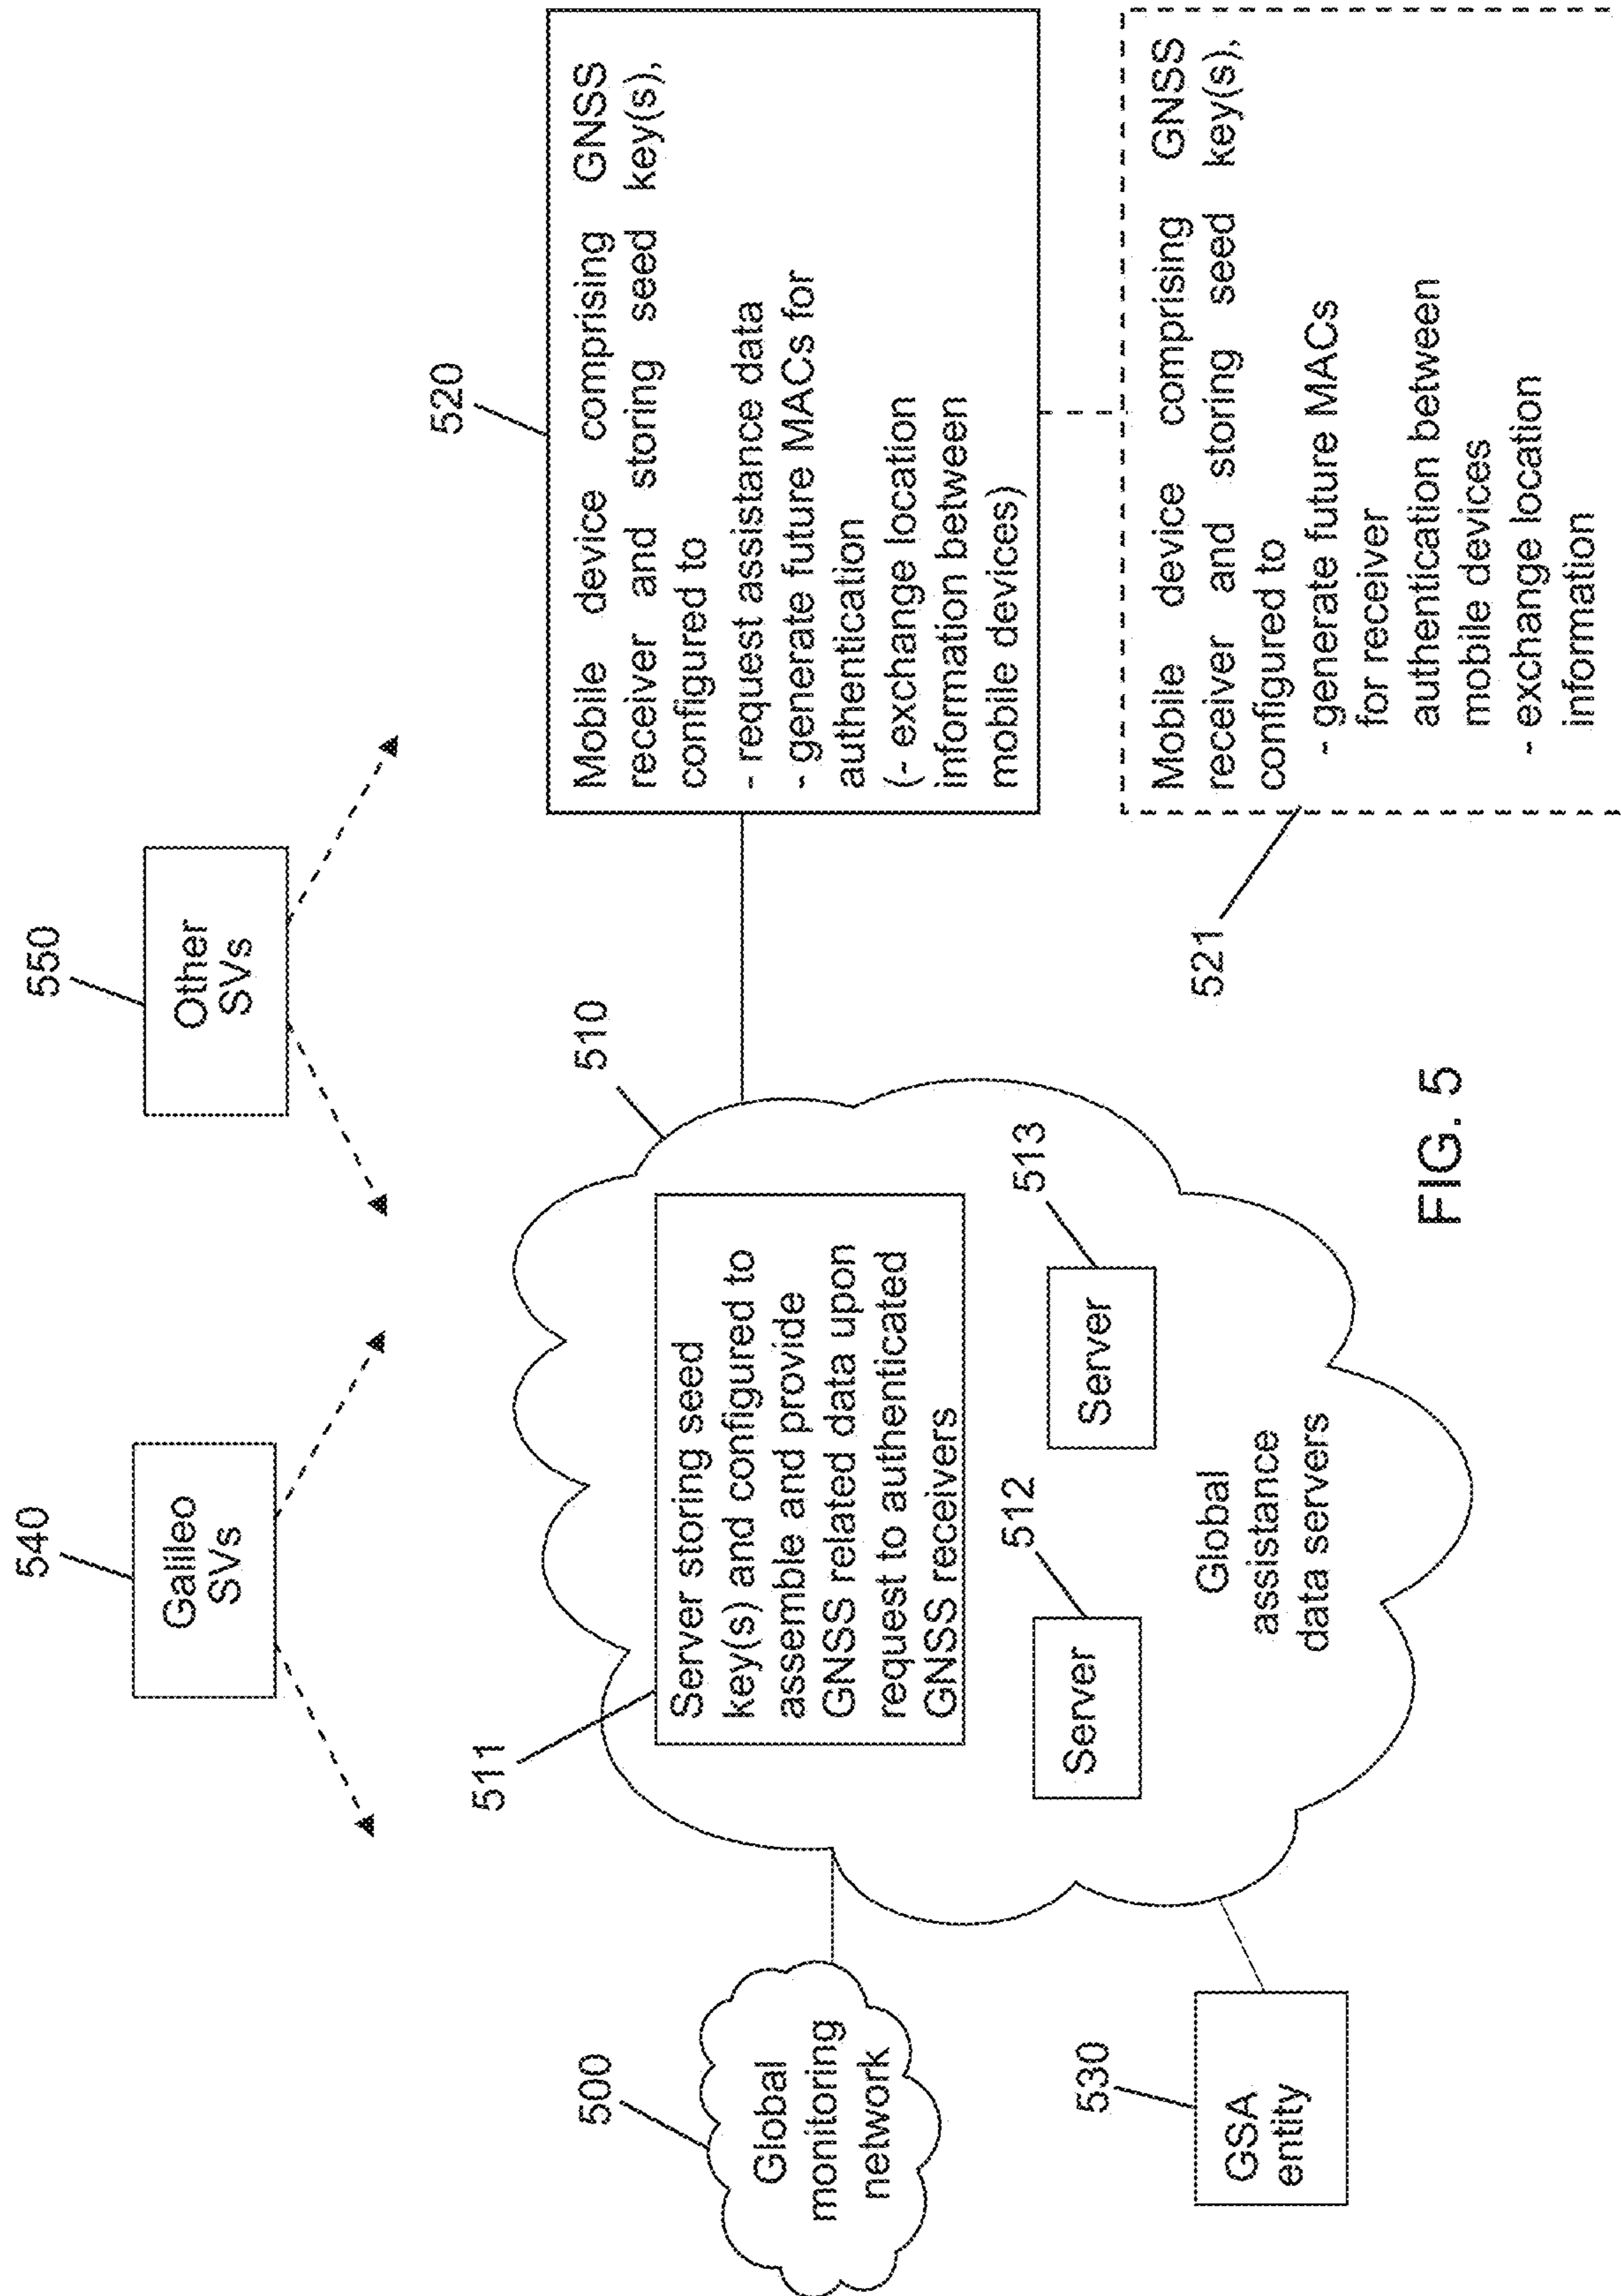 540
Galileo
SVs
550
Other
SVs
500
Global
monitoring
network
510
511
Server storing seed
key(s) and configured to
assemble and provide
GNSS related data upon
request to authenticated
GNSS receivers
512
Server
513
Server
Global
assistance
data servers
520
Mobile device comprising GNSS
receiver and storing seed key(s),
configured to
- request assistance data
- generate future MACs for
authentication
(- exchange location
information between
mobile devices)
530
GSA
entity
521
Mobile device comprising GNSS
receiver and storing seed key(s),
configured to
- generate future MACs
for receiver
authentication between
mobile devices
- exchange location
information
FIG. 5